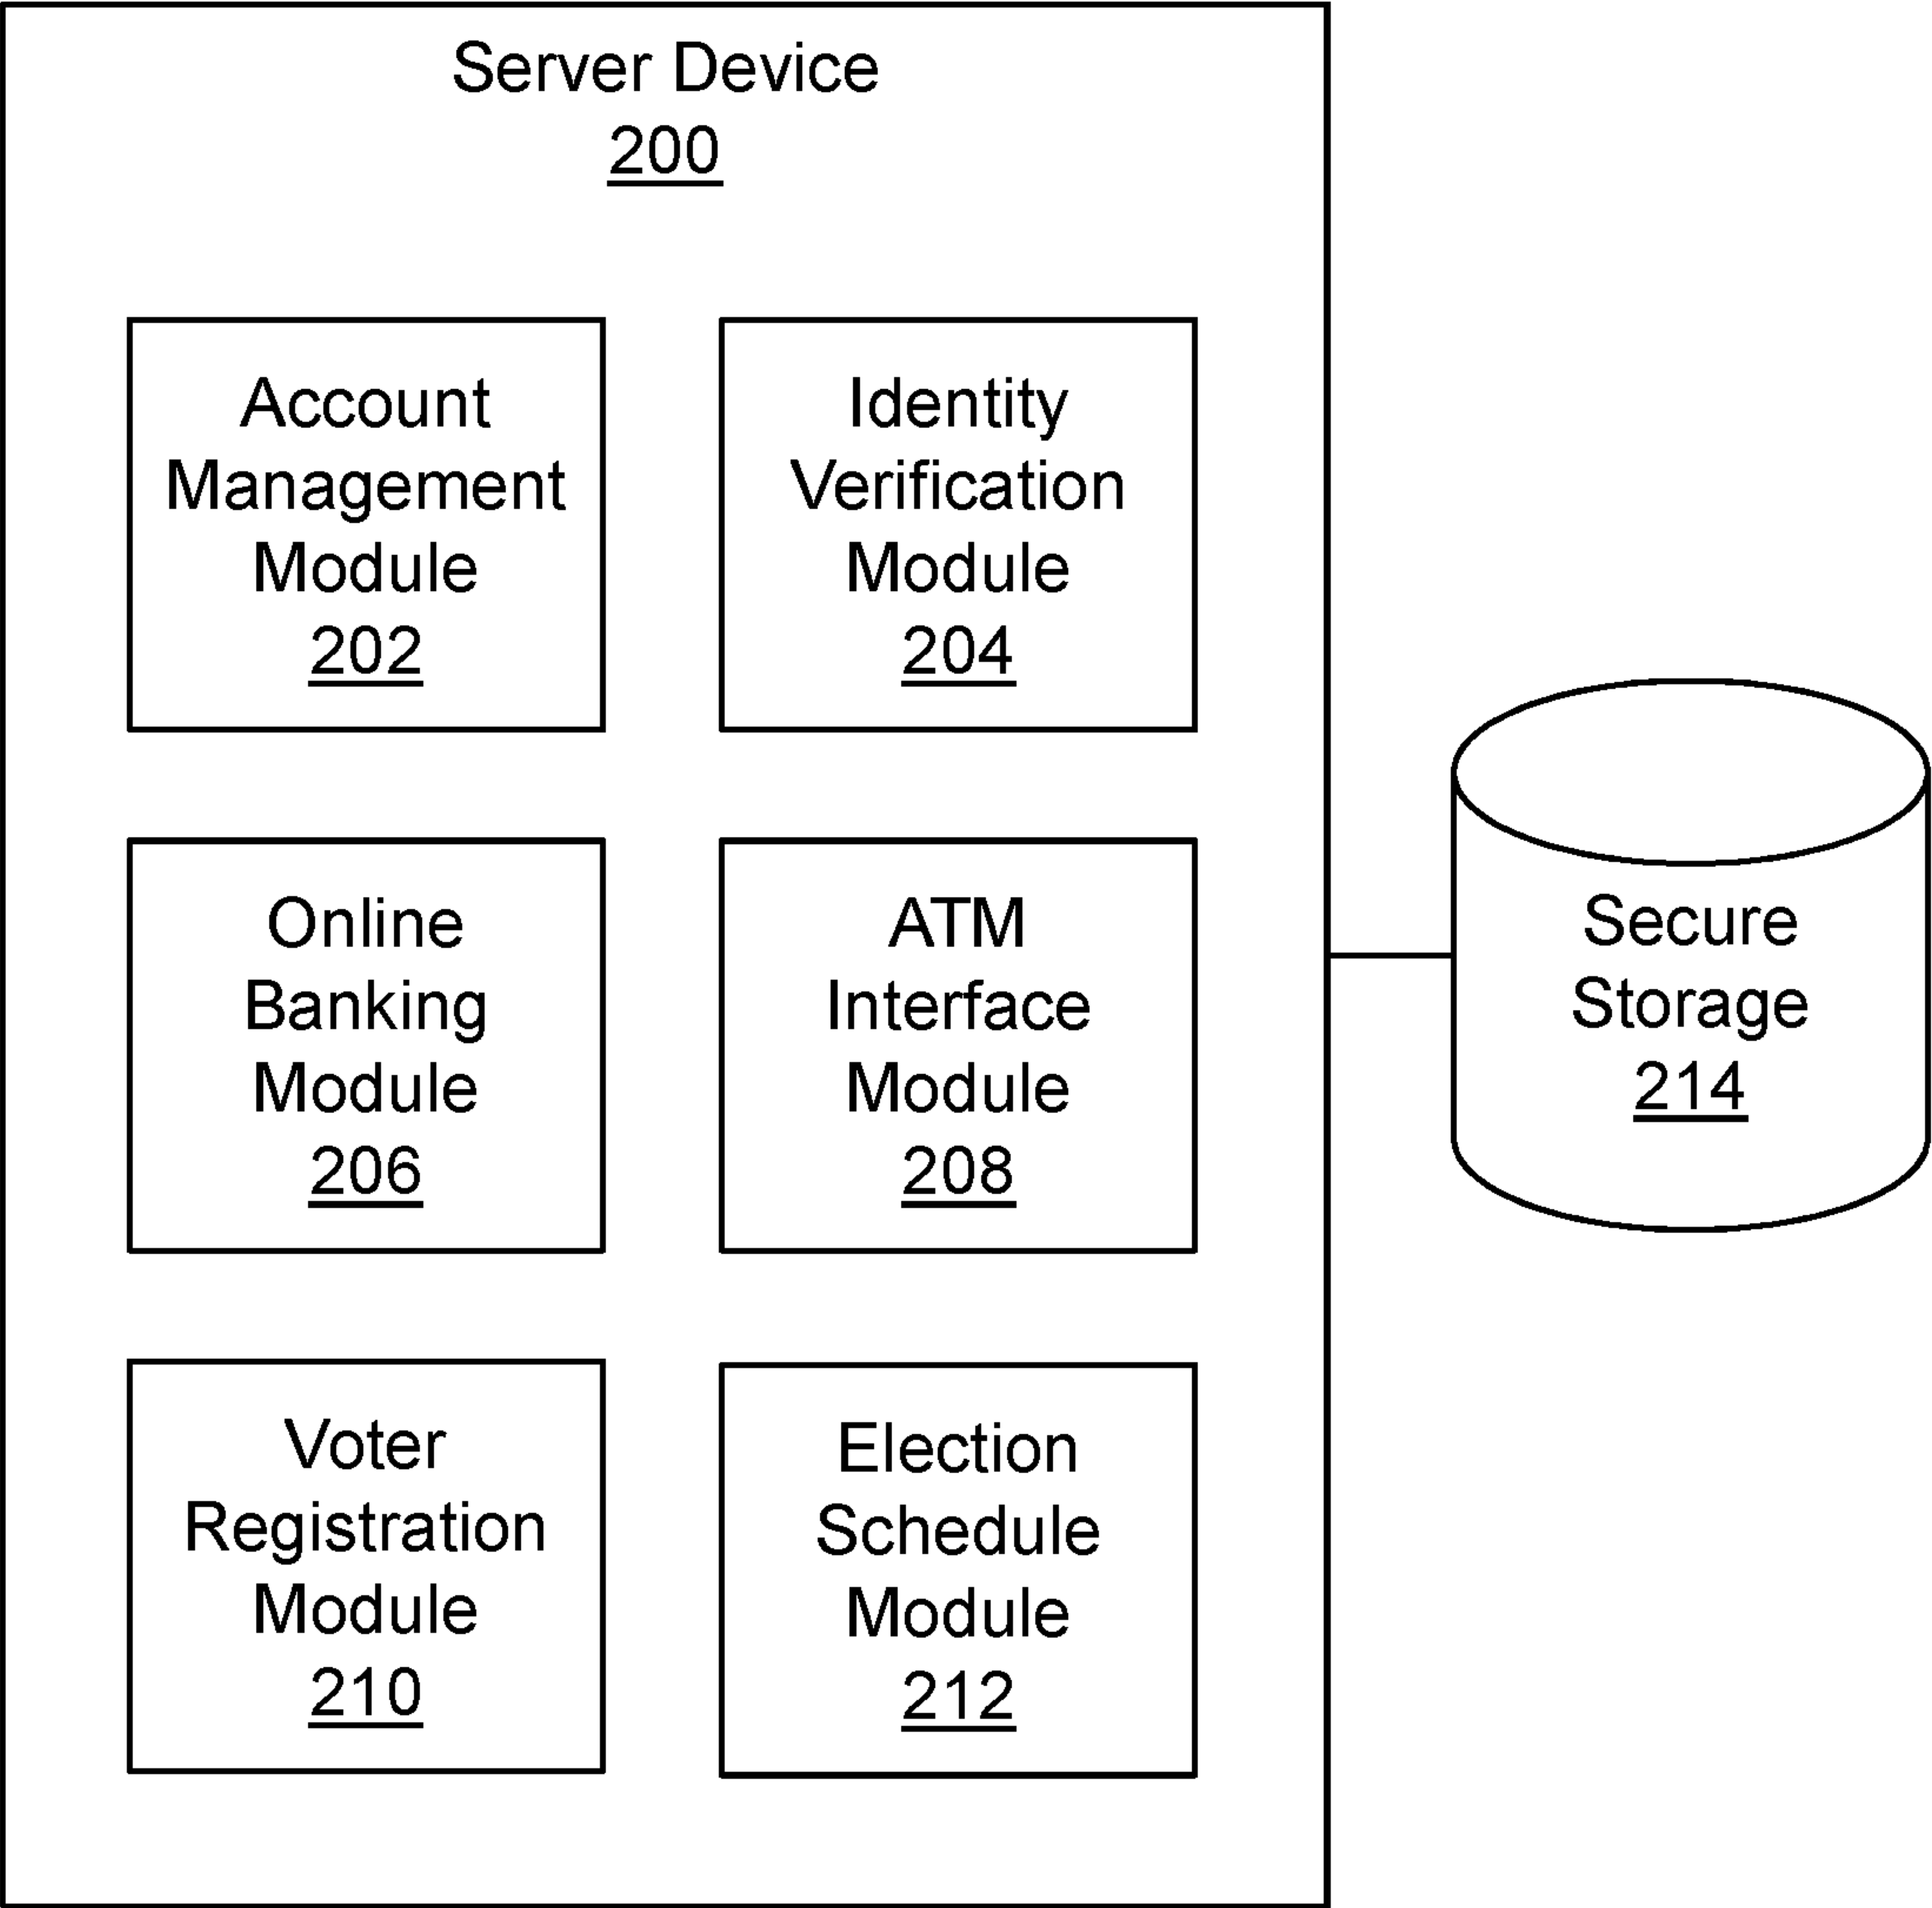 Server Device
200
Account
Management
Module
202
Identity
Verification
Module
204
Online
Banking
Module
206
ATM
Interface
Module
208
Secure
Storage
214
Voter
Registration
Module
210
Election
Schedule
Module
212